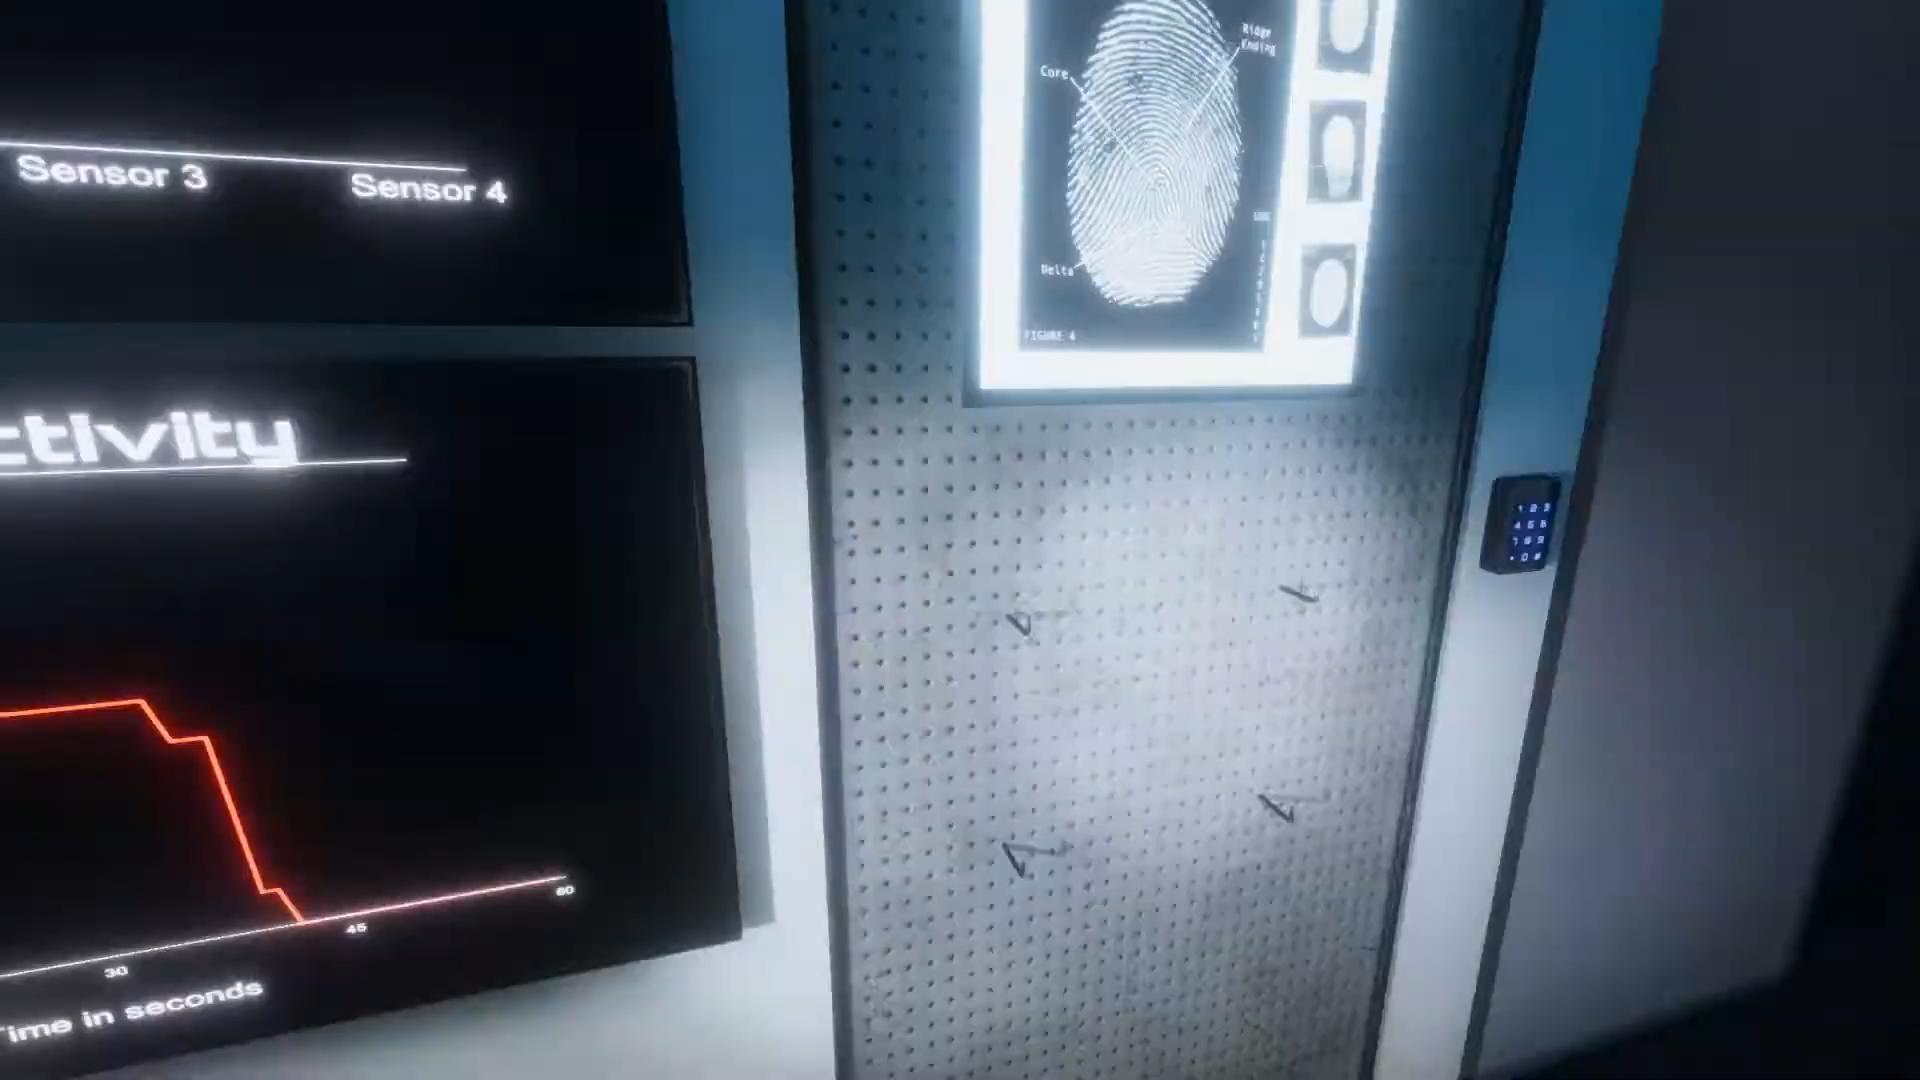 Sensor 3
Sensor 4
ctivity
30
45
60
Time in seconds
Core
Ridge
Ending
Delta
FIGURE 4
1 2 3
4 5 6
7 8 9
* 0 #